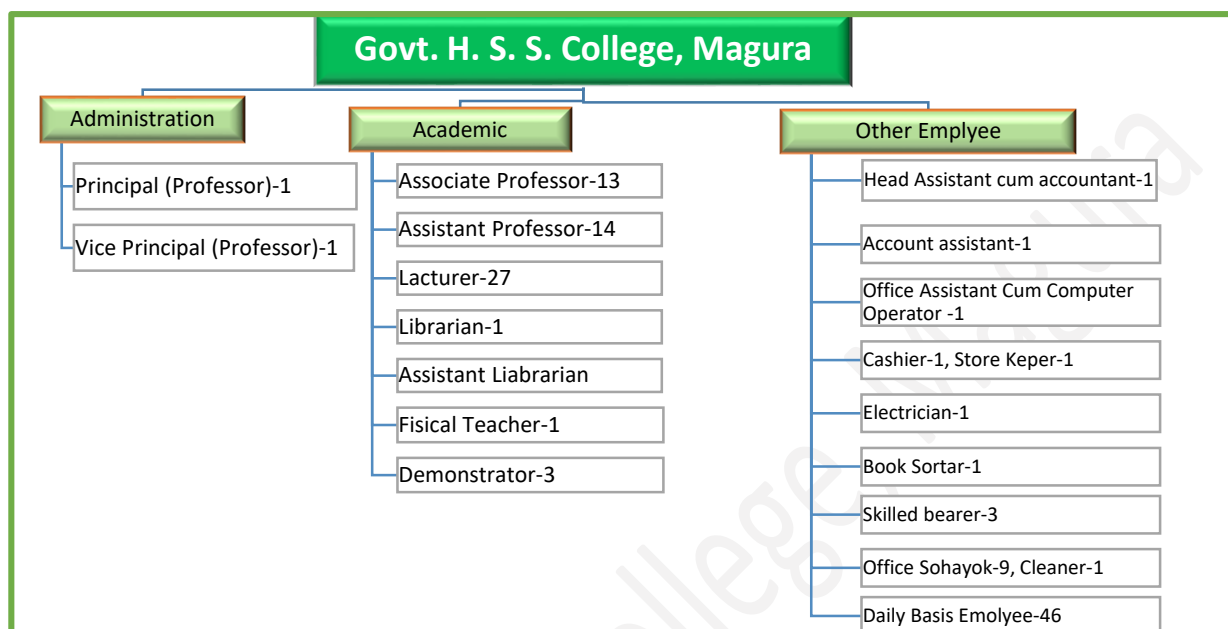 Govt. H. S. S. College, Magura
Administration
Principal (Professor)-1
Vice Principal (Professor)-1
Academic
Associate Professor-13
Assistant Professor-14
Lacturer-27
Librarian-1
Assistant Liabrarian
Fisical Teacher-1
Demonstrator-3
Other Emplyee
Head Assistant cum accountant-1
Account assistant-1
Office Assistant Cum Computer
Operator -1
Cashier-1, Store Keper-1
Electrician-1
Book Sortar-1
Skilled bearer-3
Office Sohayok-9, Cleaner-1
Daily Basis Emolyee-46
ollege, Magura